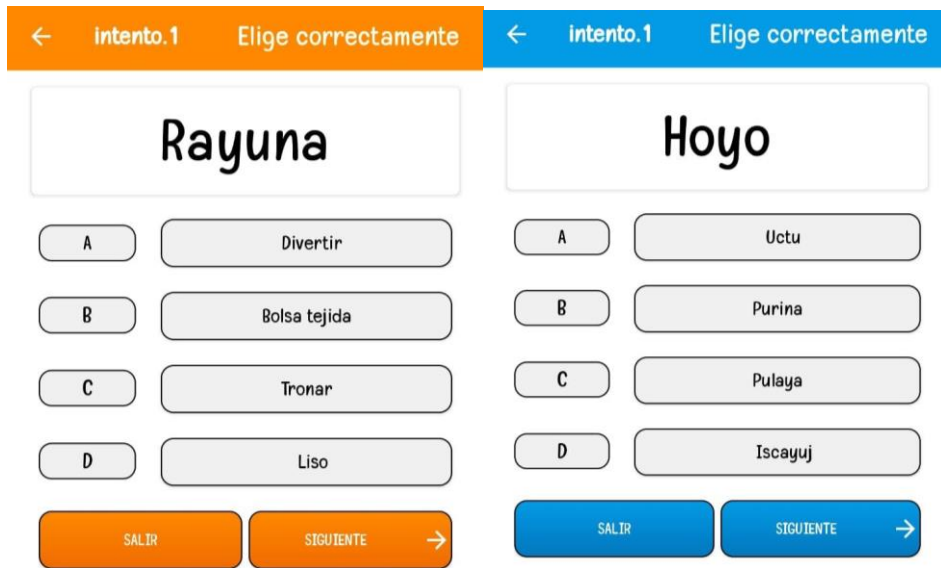 intento.1 Elige correctamente
Rayuna
A Divertir
B Bolsa tejida
C Tronar
D Liso
SALIR SIGUIENTE
intento.1 Elige correctamente
Hoyo
A Uctu
B Purina
C Pulaya
D Iscayuj
SALIR SIGUIENTE